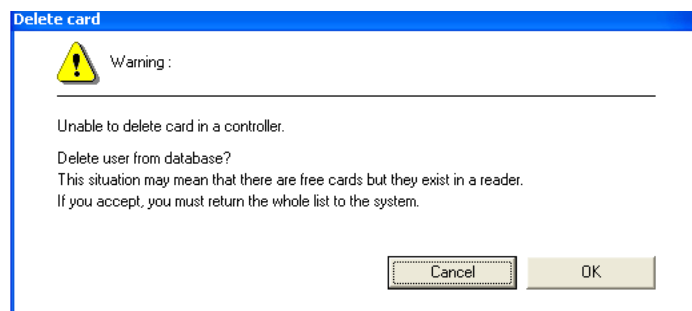 Delete card
Warning :
Unable to delete card in a controller.
Delete user from database?
This situation may mean that there are free cards but they exist in a reader.
If you accept, you must return the whole list to the system.
Cancel
OK